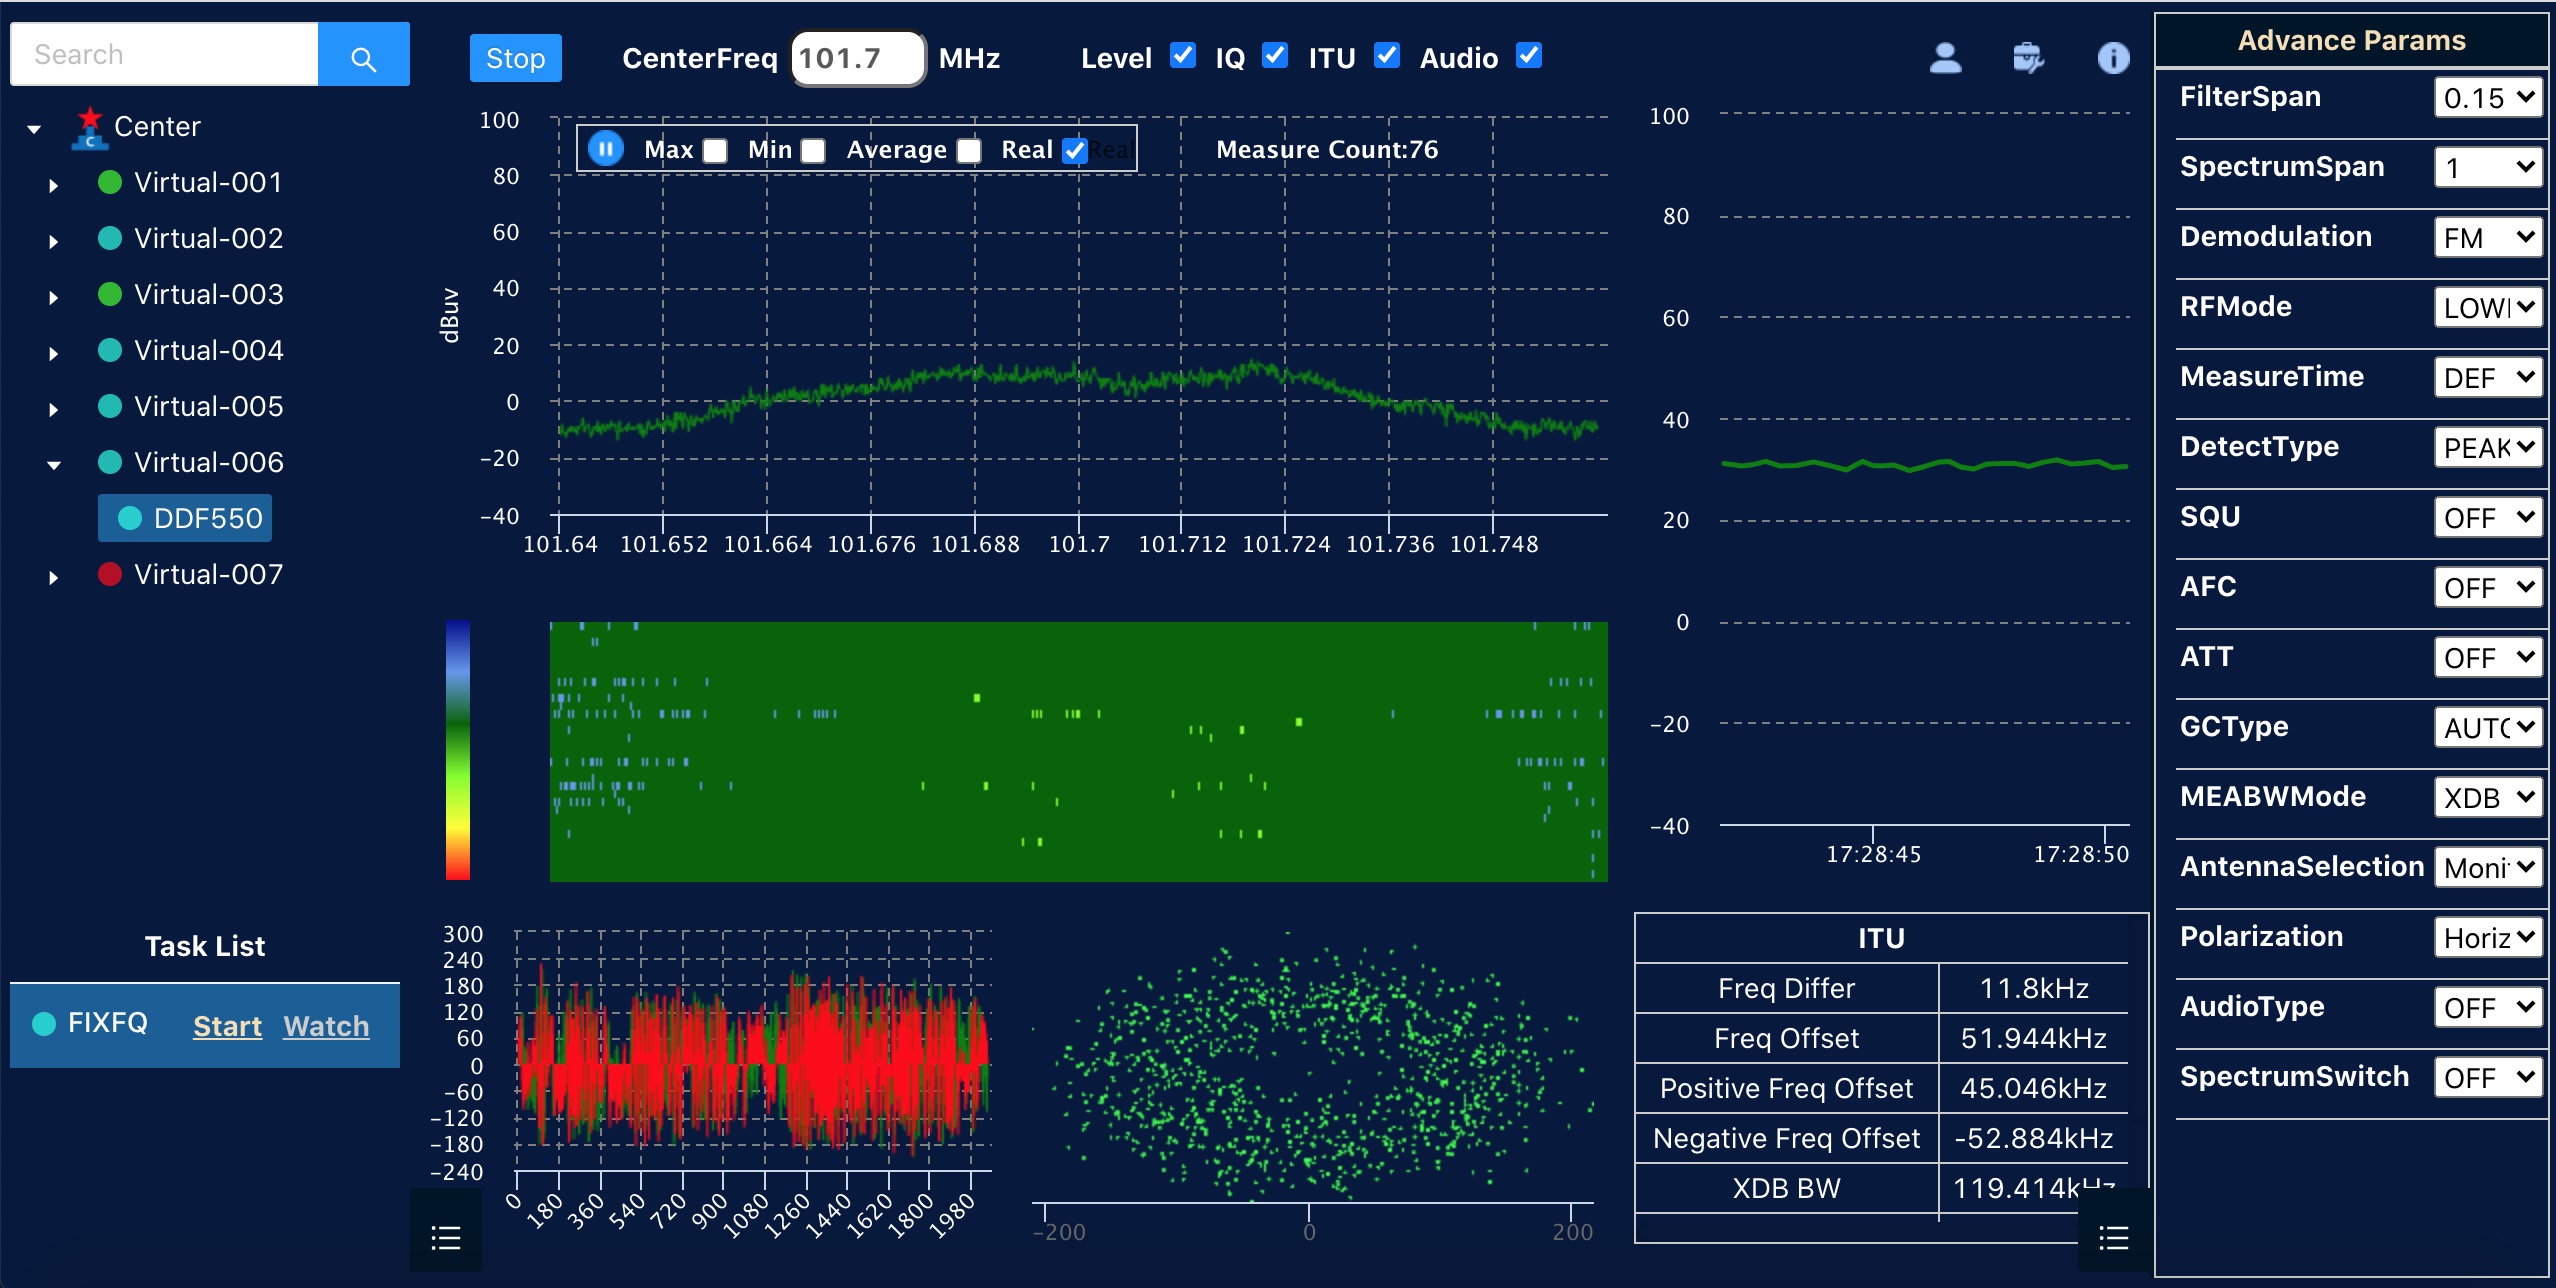 Search
Center
C
Virtual-001
Virtual-002
Virtual-003
Virtual-004
Virtual-005
Virtual-006
DDF550
Virtual-007
Task List
FIXFQ Start Watch
Stop CenterFreq 101.7 MHz Level IQ ITU Audio
Max Min Average Real Real Measure Count:76
dBuv
100
80
60
40
20
0
-20
-40
101.64 101.652 101.664 101.676 101.688 101.7 101.712 101.724 101.736 101.748
100
80
60
40
20
0
-20
-40
17:28:45 17:28:50
300
240
180
120
60
0
-60
-120
-180
-240
0 180 360 540 720 900 1080 1260 1440 1620 1800 1980
-200 0 200
ITU
Freq Differ 11.8kHz
Freq Offset 51.944kHz
Positive Freq Offset 45.046kHz
Negative Freq Offset -52.884kHz
XDB BW 119.414kHz
Advance Params
FilterSpan 0.15
SpectrumSpan 1
Demodulation FM
RFMode LOW
MeasureTime DEF
DetectType PEAK
SQU OFF
AFC OFF
ATT OFF
GCType AUTO
MEABWMode XDB
AntennaSelection Moni
Polarization Horiz
AudioType OFF
SpectrumSwitch OFF